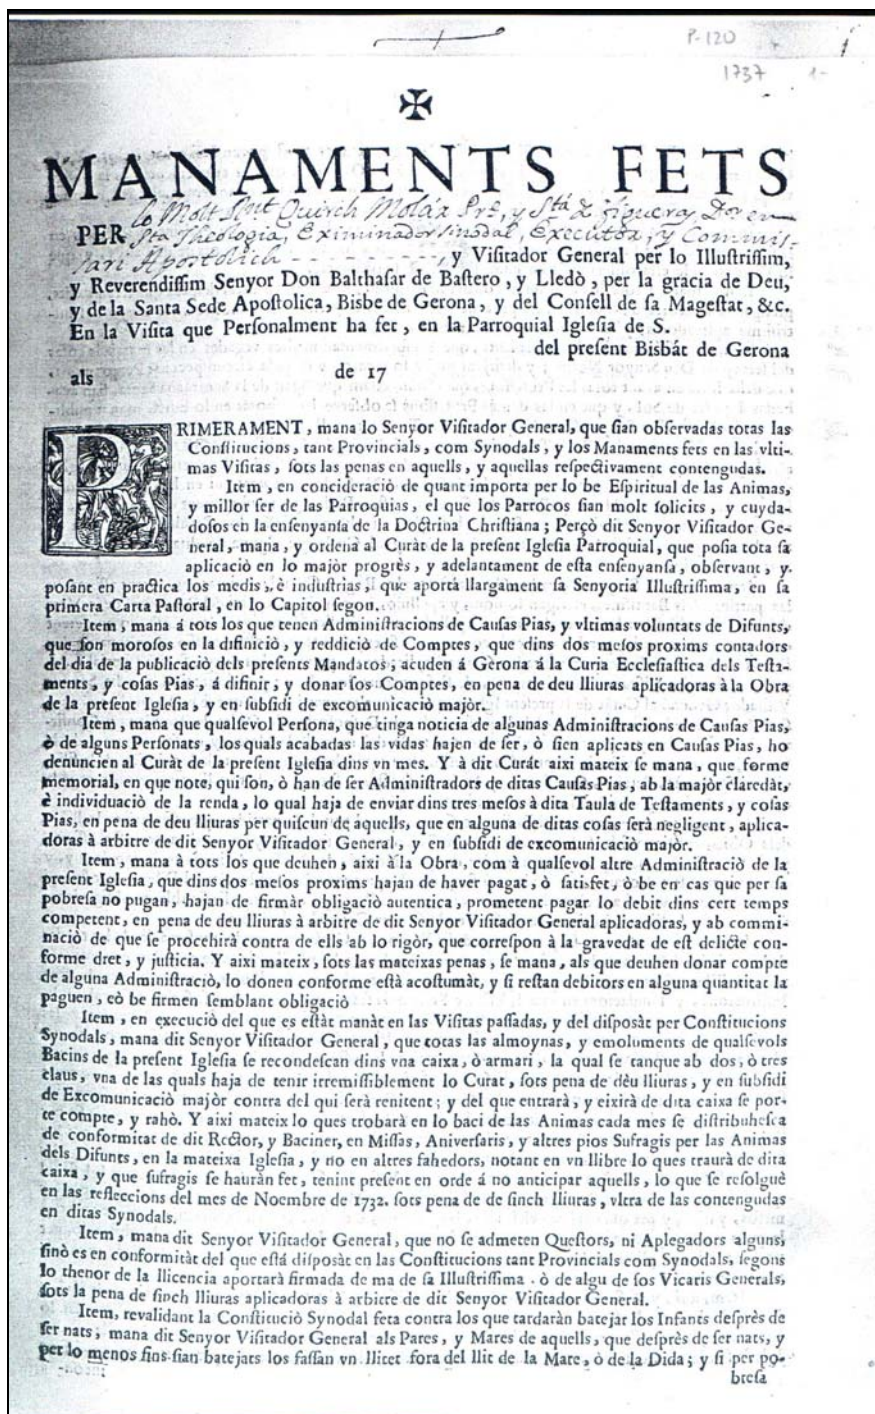 P-120
1737 1-
✠
MANAMENTS FETS
lo Molt Quirch Molár Pre, y Stá d figuera Dor en
PER Sta Theologia, Eximinador sinodal, Executor, y Commis-
sari Apostolich - - - - - - - - -, y Viſitador General per lo Illuſtriſſim,
y Reverendiſſim Senyor Don Balthaſar de Baſtero, y Lledò, per la gracia de Deu,
y de la Santa Sede Apoſtolica, Bisbe de Gerona, y del Conſell de ſa Mageſtat, &c.
En la Viſita que Perſonalment ha fet, en la Parroquial Igleſia de S.
del preſent Bisbát de Gerona
als de 17
PRIMERAMENT, mana lo Senyor Viſitador General, que ſian obſervadas totas las
Conſtitucions, tant Provincials, com Synodals, y los Manaments fets en las vlti-
mas Viſitas, ſots las penas en aquells, y aquellas reſpectivament contengudas.
Item, en concideració de quant importa per lo be Eſpiritual de las Animas,
y millor ſer de las Parroquias, el que los Parrocos ſian molt ſolicits, y cuyda-
doſos en la enſenyanſa de la Doctrina Chriſtiana; Perçò dit Senyor Viſitador Ge-
neral, mana, y ordena al Curàt de la preſent Igleſia Parroquial, que poſia tota ſa
aplicació en lo majòr progrès, y adelantament de eſta enſenyanſa, obſervant, y
poſant en practica los medis, è induſtrias, que aportá llargament ſa Senyoria Illuſtriſſima, en ſa
primera Carta Paſtoral, en lo Capitol ſegon.
Item, mana á tots los que tenen Adminiſtracions de Cauſas Pias, y vltimas voluntats de Difunts,
que ſon moroſos en la difinició, y reddició de Comptes, que dins dos meſos proxims contadors
del dia de la publicació dels preſents Mandatos, acuden á Gerona á la Curia Eccleſiaſtica dels Teſta-
ments, y coſas Pias, á difinir, y donar ſos Comptes, en pena de deu lliuras aplicadoras à la Obra
de la preſent Igleſia, y en ſubſidi de excomunicació majòr.
Item, mana que qualſevol Perſona, que tinga noticia de algunas Adminiſtracions de Cauſas Pias,
ò de alguns Perſonats, los quals acabadas las vidas hajen de ſer, ò ſien aplicats en Cauſas Pias, ho
denuncien al Curàt de la preſent Igleſia dins vn mes. Y à dit Curát aixi mateix ſe mana, que forme
memorial, en que note, qui ſon, ò han de ſer Adminiſtradors de ditas Cauſas Pias, ab la majòr claredàt,
è individuació de la renda, lo qual haja de enviar dins tres meſos à dita Taula de Teſtaments, y coſas
Pias, en pena de deu lliuras per quiſcun de aquells, que en alguna de ditas coſas ſerà negligent, aplica-
doras à arbitre de dit Senyor Viſitador General, y en ſubſidi de excomunicació majòr.
Item, mana à tots los que deuhen, aixi à la Obra, com à qualſevol altre Adminiſtració de la
preſent Igleſia, que dins dos meſos proxims hajan de haver pagat, ò ſatisfet, ò be en cas que per ſa
pobreſa no pugan, hajan de firmàr obligació autentica, prometent pagar lo debit dins cert temps
competent, en pena de deu lliuras à arbitre de dit Senyor Viſitador General aplicadoras, y ab commi-
nació de que ſe procehirà contra de ells ab lo rigòr, que correſpon à la gravedat de eſt delicte con-
forme dret, y juſticia. Y aixi mateix, ſots las mateixas penas, ſe mana, als que deuhen donar compte
de alguna Adminiſtració, lo donen conforme eſtà acoſtumàt, y ſi reſtan debitors en alguna quantitat la
paguen, cò be firmen ſemblant obligació
Item, en execució del que es eſtàt manàt en las Viſitas paſſadas, y del diſpoſàt per Conſtitucions
Synodals, mana dit Senyor Viſitador General, que totas las almoynas, y emoluments de qualſevols
Bacins de la preſent Igleſia ſe recondeſcan dins vna caixa, ò armari, la qual ſe tanque ab dos, ò tres
claus, vna de las quals haja de tenir irremiſſiblement lo Curat, ſots pena de dèu lliuras, y en ſubſidi
de Excomunicació majòr contra del qui ſerà renitent; y del que entrarà, y eixirà de dita caixa ſe por-
te compte, y rahò. Y aixi mateix lo ques trobarà en lo baci de las Animas cada mes ſe diſtribuheſca
de conformitat de dit Rector, y Baciner, en Miſſas, Aniverſaris, y altres pios Sufragis per las Animas
dels Difunts, en la mateixa Igleſia, y no en altres fahedors, notant en vn llibre lo ques traurà de dita
caixa, y que ſufragis ſe hauràn fet, tenint preſent en orde á no anticipar aquells, lo que ſe reſolguè
en las refleccions del mes de Noembre de 1732. ſots pena de de ſinch lliuras, vltra de las contengudas
en ditas Synodals.
Item, mana dit Senyor Viſitador General, que no ſe admeten Queſtors, ni Aplegadors alguns,
ſinò es en conformitàt del que eſtá diſpoſàt en las Conſtitucions tant Provincials com Synodals, ſegons
lo thenor de la llicencia aportarà firmada de ma de ſa Illuſtriſſima . ò de algu de ſos Vicaris Generals,
ſots la pena de ſinch lliuras aplicadoras à arbitre de dit Senyor Viſitador General.
Item, revalidant la Conſtitució Synodal feta contra los que tardaràn batejar los Infants deſprès de
ſer nats, mana dit Senyor Viſitador General als Pares, y Mares de aquells, que deſprès de ſer nats, y
per lo menos fins ſian batejats los faſſan vn llitet fora del llit de la Mare, ò de la Dida; y ſi per po-
breſa